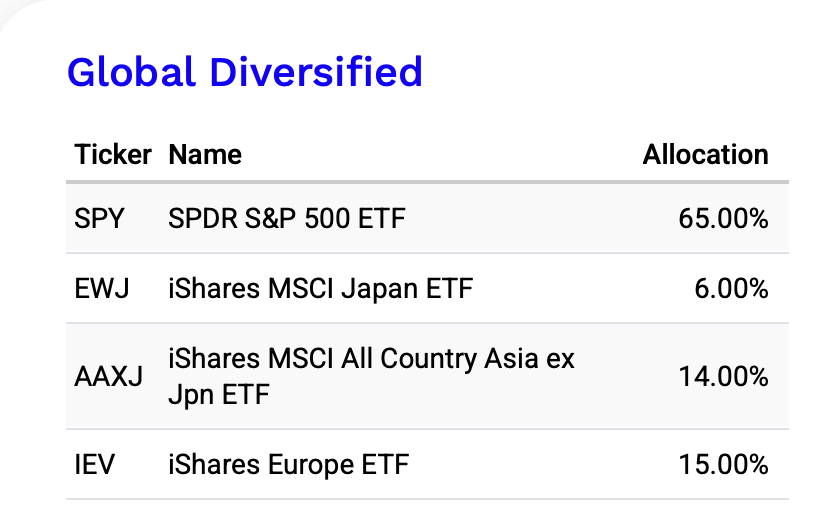 Global Diversified
Ticker Name Allocation
SPY SPDR S&P 500 ETF 65.00%
EWJ iShares MSCI Japan ETF 6.00%
AAXJ iShares MSCI All Country Asia ex
Jpn ETF 14.00%
IEV iShares Europe ETF 15.00%